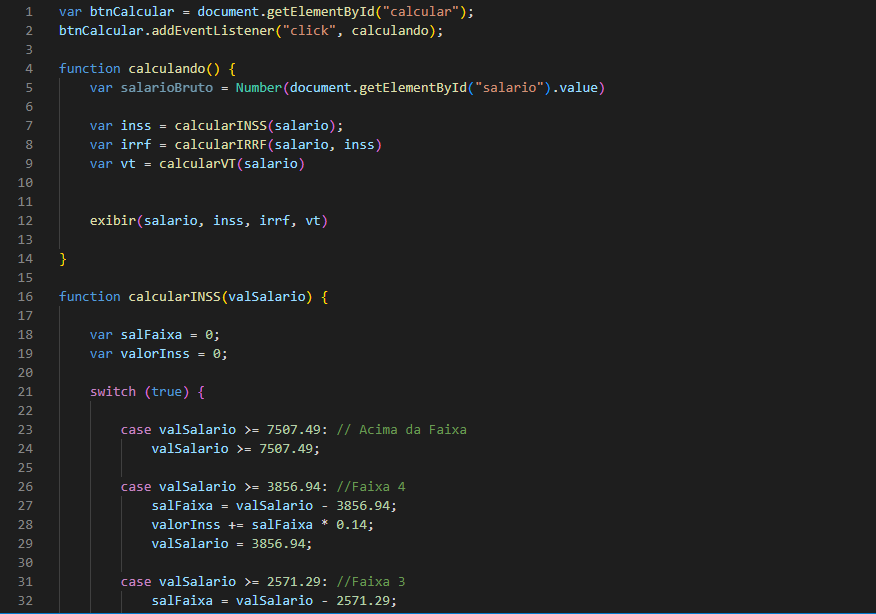 1 var btnCalcular = document.getElementById("calcular");
2 btnCalcular.addEventListener("click", calculando);
3
4 function calculando() {
5     var salarioBruto = Number(document.getElementById("salario").value)
6
7     var inss = calcularINSS(salario);
8     var irrf = calcularIRRF(salario, inss)
9     var vt = calcularVT(salario)
10
11
12     exibir(salario, inss, irrf, vt)
13
14 }
15
16 function calcularINSS(valSalario) {
17
18     var salFaixa = 0;
19     var valorInss = 0;
20
21     switch (true) {
22
23         case valSalario >= 7507.49: // Acima da Faixa
24             valSalario >= 7507.49;
25
26         case valSalario >= 3856.94: //Faixa 4
27             salFaixa = valSalario - 3856.94;
28             valorInss += salFaixa * 0.14;
29             valSalario = 3856.94;
30
31         case valSalario >= 2571.29: //Faixa 3
32             salFaixa = valSalario - 2571.29;